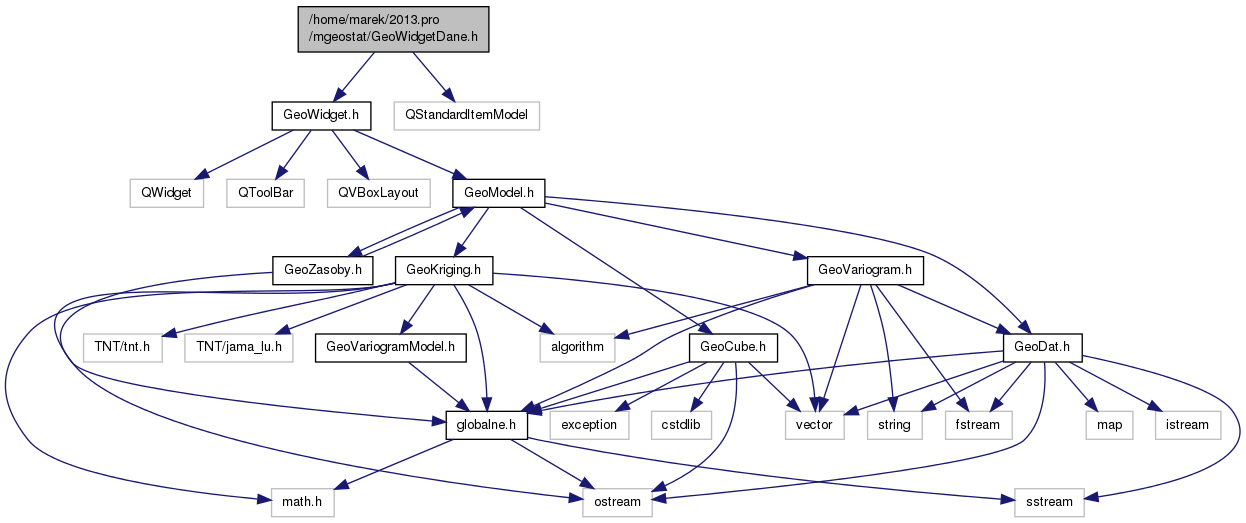 /home/marek/2013.pro
/mgeostat/GeoWidgetDane.h
GeoWidget.h
QStandardItemModel
QWidget
QToolBar
QVBoxLayout
GeoModel.h
GeoZasoby.h
GeoKriging.h
GeoVariogram.h
TNT/tnt.h
TNT/jama_lu.h
GeoVariogramModel.h
algorithm
GeoCube.h
GeoDat.h
globalne.h
exception
cstdlib
vector
string
fstream
map
istream
math.h
ostream
sstream